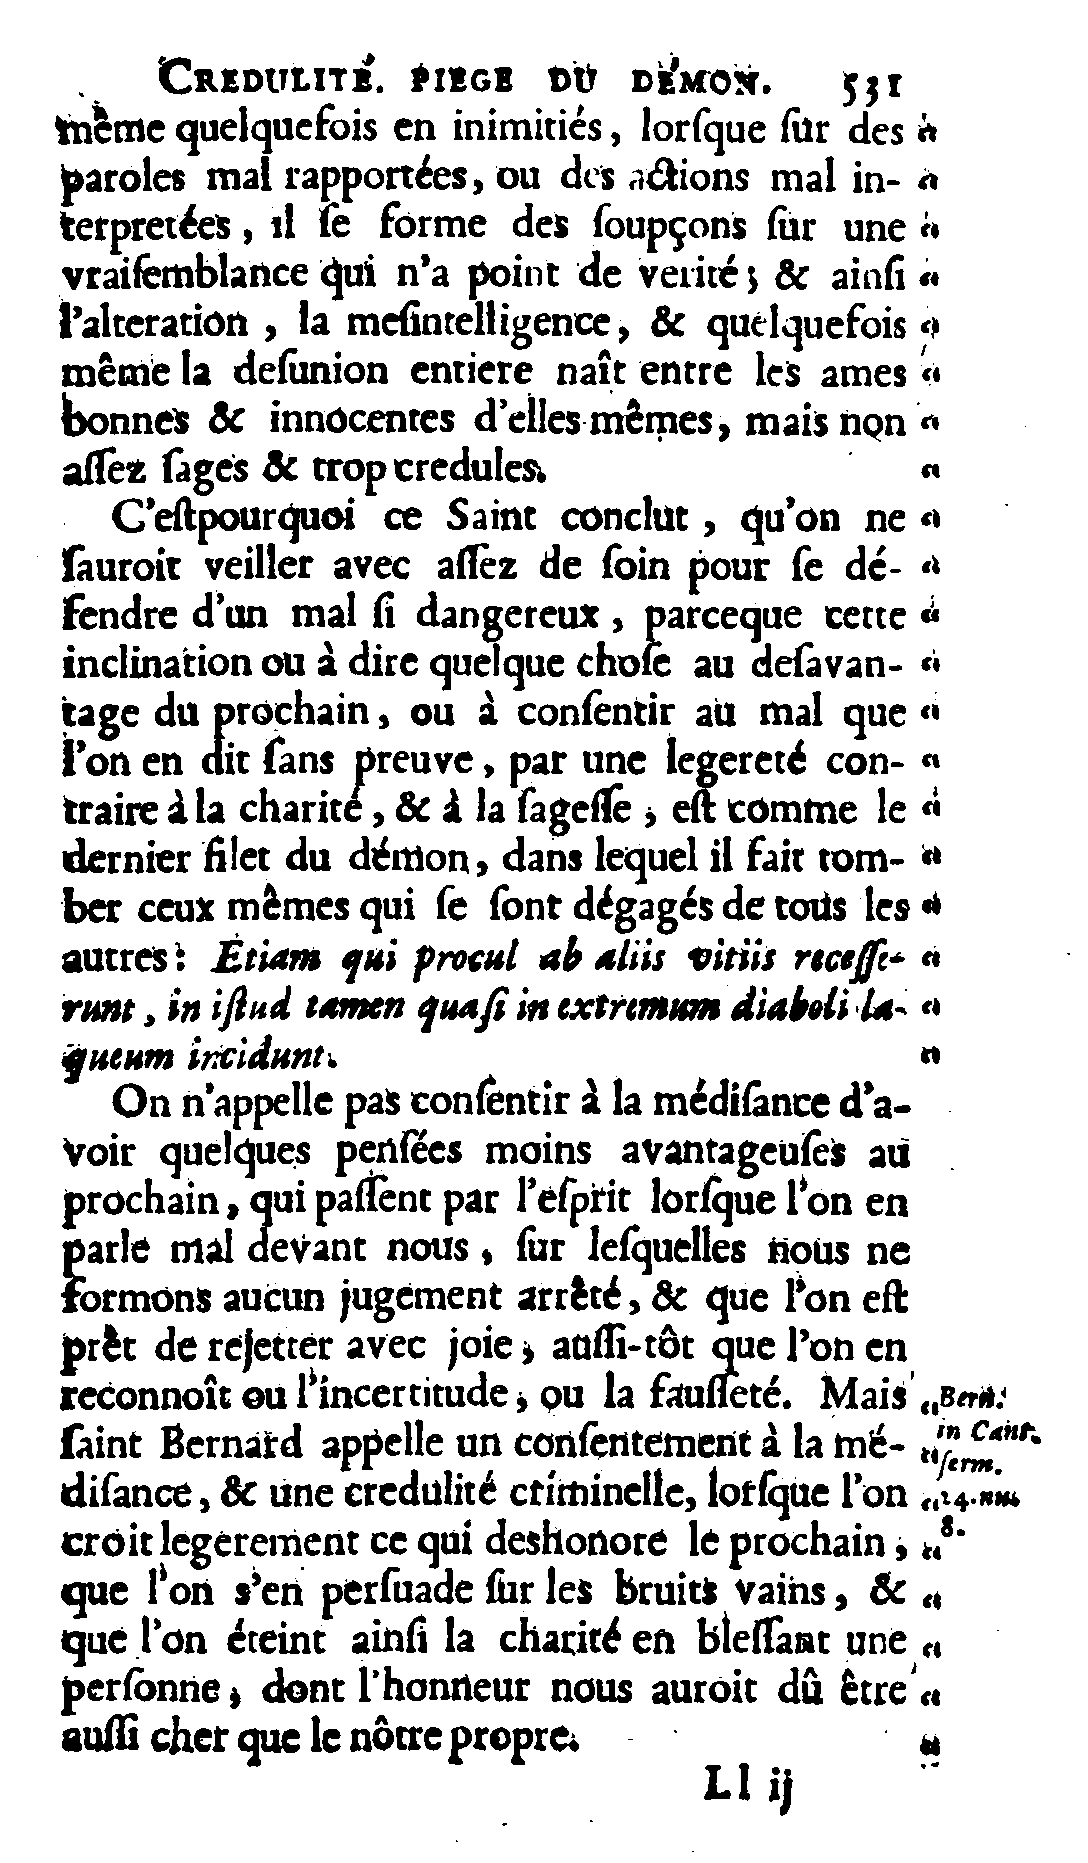 CREDULITÉ. PIEGE DU DÉMON. 531
même quelquefois en inimitiés, lorſque ſur des «
paroles mal rapportées, ou des actions mal in- «
terpretées, il ſe forme des ſoupçons ſur une «
vraiſemblance qui n'a point de verité; & ainſi «
l'alteration, la meſintelligence, & quelquefois «
même la deſunion entiere naît entre les ames «
bonnes & innocentes d'elles-mêmes, mais non «
aſſez ſages & trop credules. «
C'eſtpourquoi ce Saint conclut, qu'on ne «
ſauroit veiller avec aſſez de ſoin pour ſe dé- «
fendre d'un mal ſi dangereux, parceque cette «
inclination ou à dire quelque choſe au deſavan- «
tage du prochain, ou à conſentir au mal que «
l'on en dit ſans preuve, par une legereté con- «
traire à la charité, & à la ſageſſe, eſt comme le «
dernier filet du démon, dans lequel il fait tom- «
ber ceux mêmes qui ſe ſont dégagés de tous les «
autres: Etiam qui procul ab aliis vitiis receſſe- «
runt, in iſtud tamen quaſi in extremum diaboli la- «
queum incidunt. «
On n'appelle pas conſentir à la médiſance d'a-
voir quelques penſées moins avantageuſes au
prochain, qui paſſent par l'eſprit lorſque l'on en
parle mal devant nous, ſur leſquelles nous ne
formons aucun jugement arrêté, & que l'on eſt
prêt de rejetter avec joie, auſſi-tôt que l'on en
reconnoît ou l'incertitude, ou la fauſſeté. Mais « Bern.
ſaint Bernard appelle un conſentement à la mé- « in Cant.
diſance, & une credulité criminelle, lorſque l'on « ſerm.
croit legerement ce qui deshonore le prochain, « 24. num.
que l'on s'en perſuade ſur les bruits vains, & « 8.
que l'on éteint ainſi la charité en bleſſant une «
perſonne, dont l'honneur nous auroit dû être «
auſſi cher que le nôtre propre. «
Ll ij